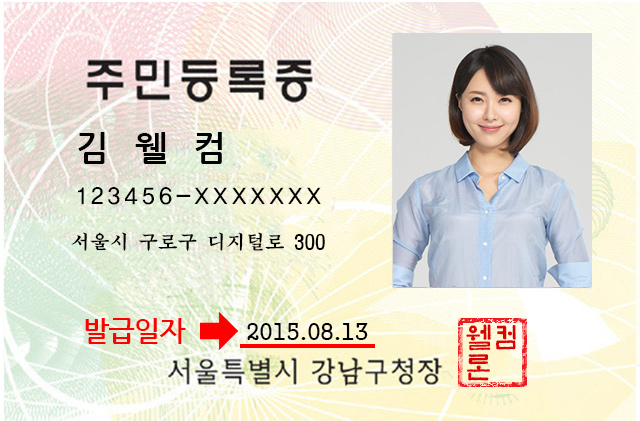 주민등록증
김 웰 컴
123456-XXXXXXX
서울시 구로구 디지털로 300
발급일자 2015.08.13
서울특별시 강남구청장
웰컴론